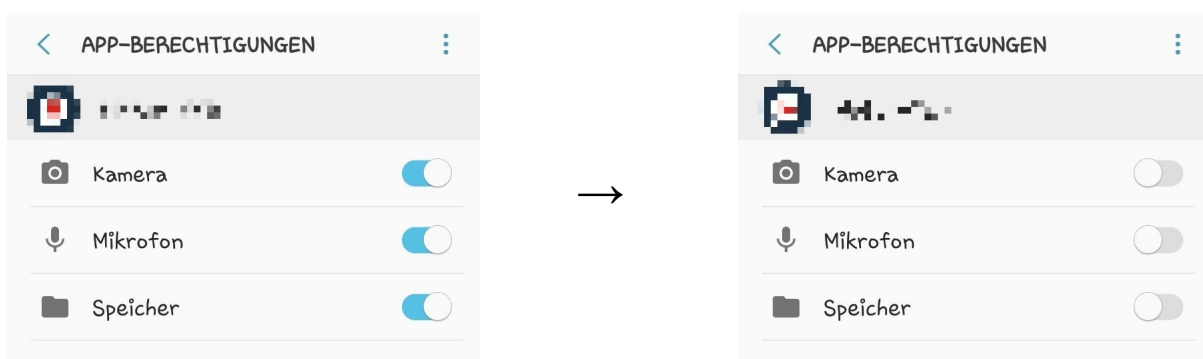 APP-BERECHTIGUNGEN
Kamera
Mikrofon
Speicher
→
APP-BERECHTIGUNGEN
Kamera
Mikrofon
Speicher